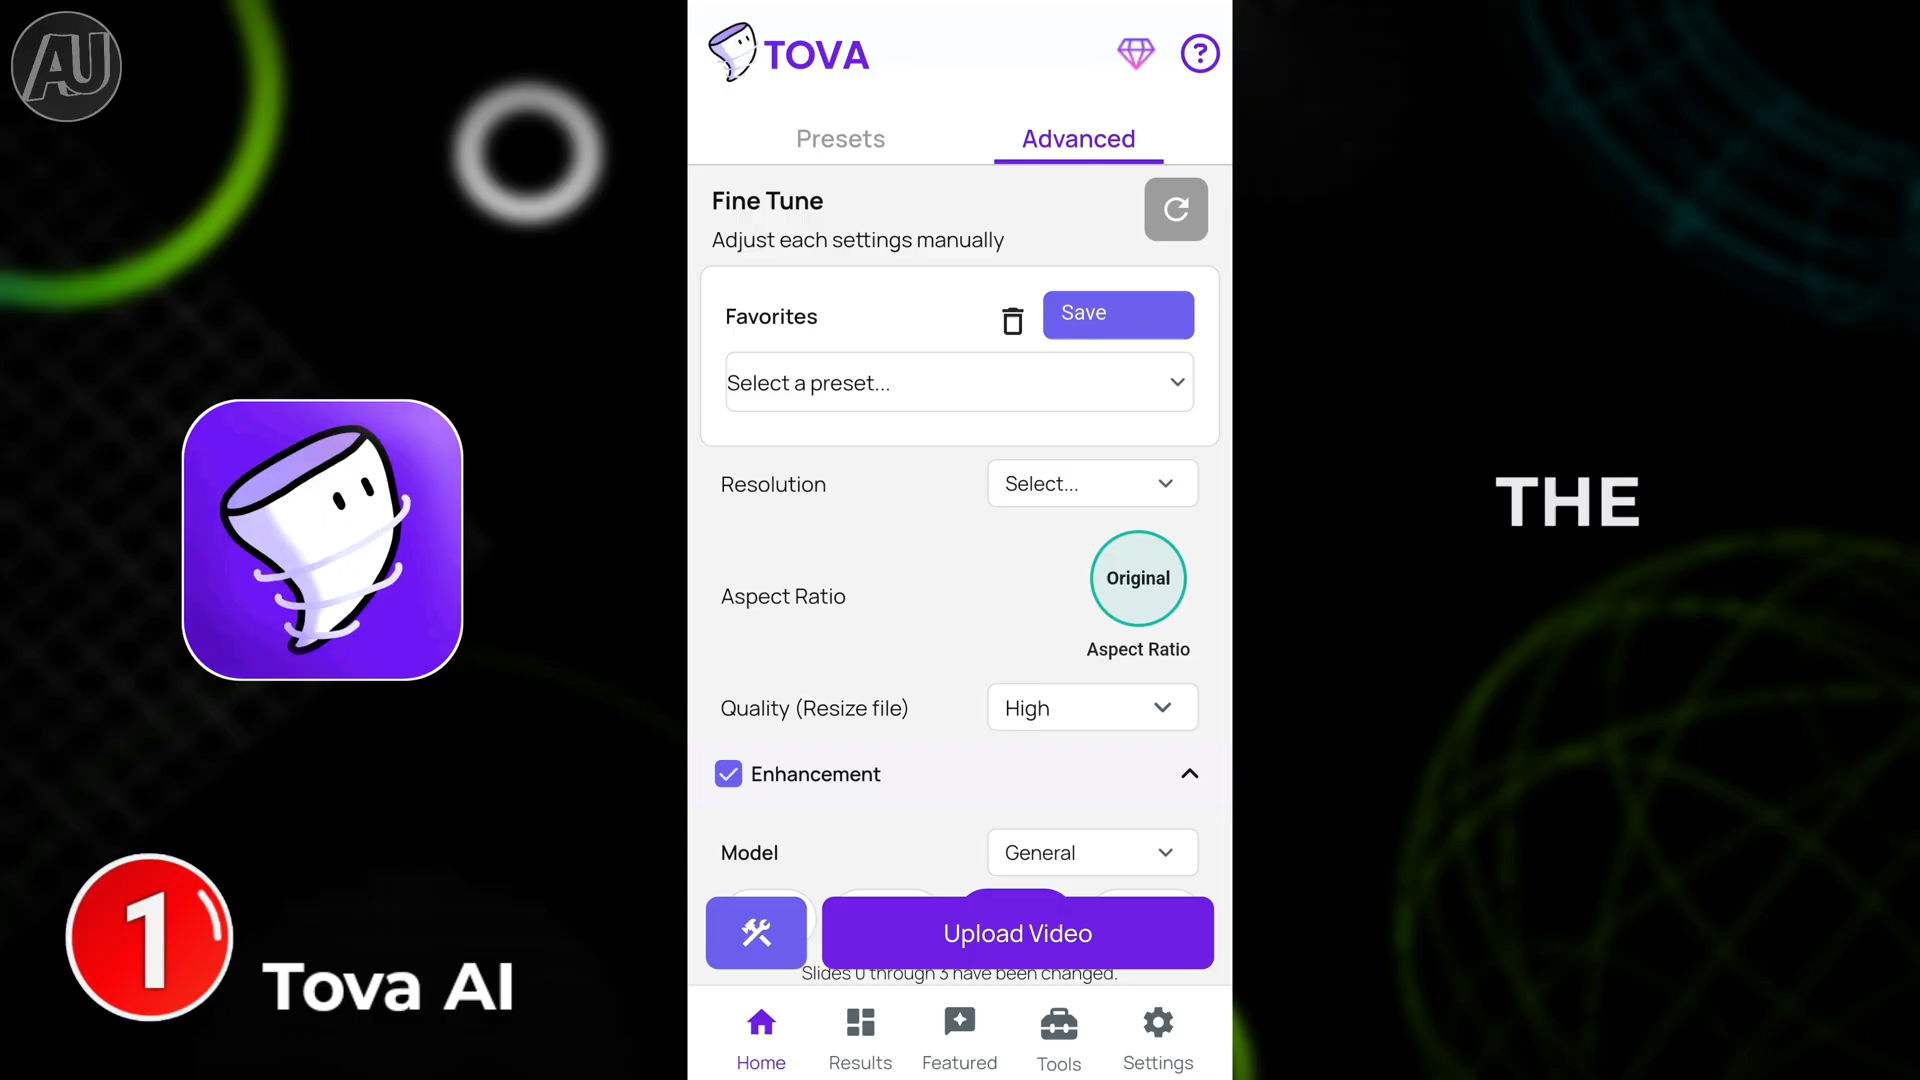 AU
TOVA
?
Presets
Advanced
Fine Tune
Adjust each settings manually
Favorites
Save
Select a preset...
Resolution
Select...
Original
Aspect Ratio
Aspect Ratio
Quality (Resize file)
High
Enhancement
Model
General
Upload Video
Slides 0 through 3 have been changed.
Home
Results
Featured
Tools
Settings
1
Tova AI
THE